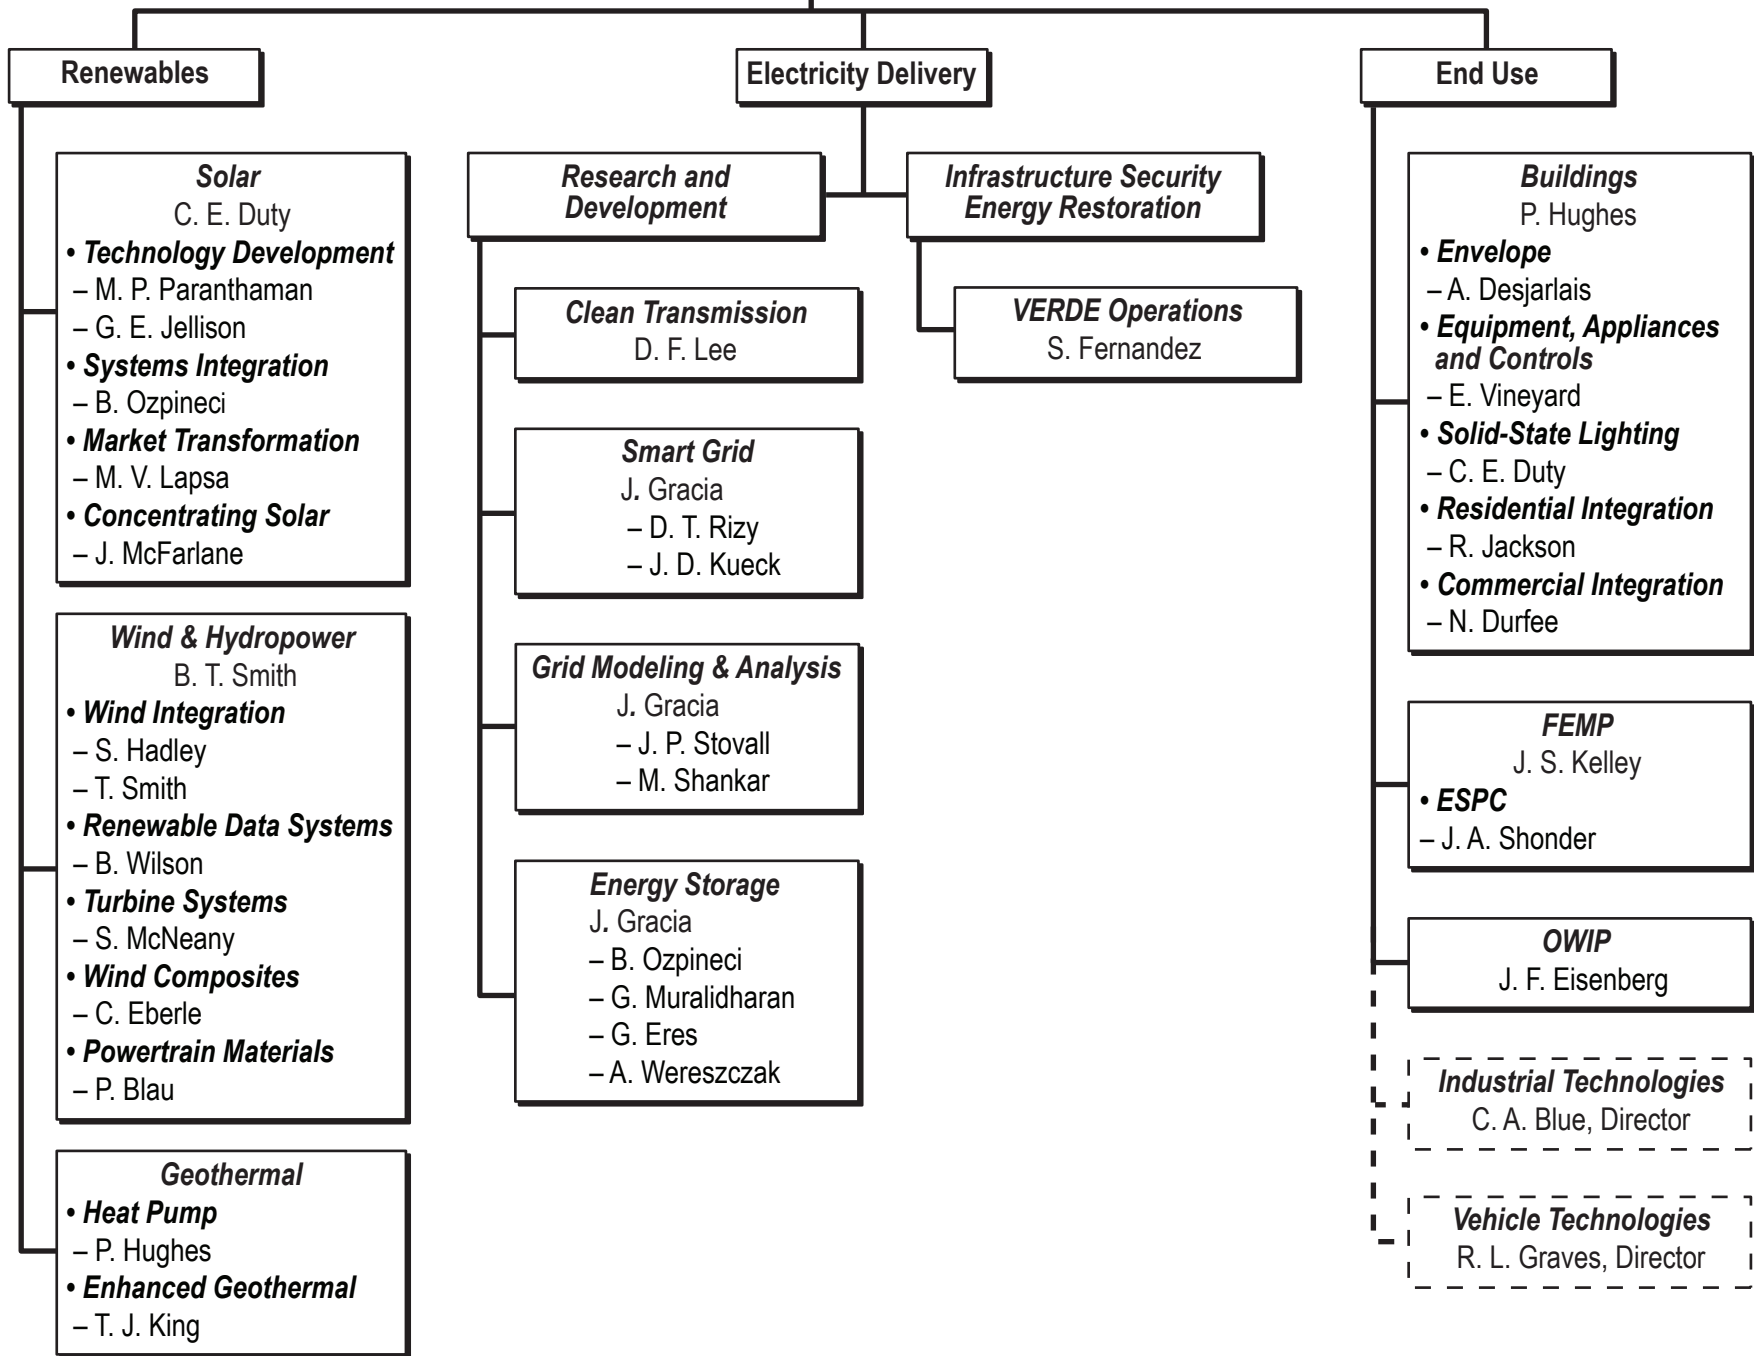 Renewables
Solar
C. E. Duty
• Technology Development
– M. P. Paranthaman
– G. E. Jellison
• Systems Integration
– B. Ozpineci
• Market Transformation
– M. V. Lapsa
• Concentrating Solar
– J. McFarlane
Wind & Hydropower
B. T. Smith
• Wind Integration
– S. Hadley
– T. Smith
• Renewable Data Systems
– B. Wilson
• Turbine Systems
– S. McNeany
• Wind Composites
– C. Eberle
• Powertrain Materials
– P. Blau
Geothermal
• Heat Pump
– P. Hughes
• Enhanced Geothermal
– T. J. King
Electricity Delivery
Research and
Development
Clean Transmission
D. F. Lee
Smart Grid
J. Gracia
– D. T. Rizy
– J. D. Kueck
Grid Modeling & Analysis
J. Gracia
– J. P. Stovall
– M. Shankar
Energy Storage
J. Gracia
– B. Ozpineci
– G. Muralidharan
– G. Eres
– A. Wereszczak
Infrastructure Security
Energy Restoration
VERDE Operations
S. Fernandez
End Use
Buildings
P. Hughes
• Envelope
– A. Desjarlais
• Equipment, Appliances
and Controls
– E. Vineyard
• Solid-State Lighting
– C. E. Duty
• Residential Integration
– R. Jackson
• Commercial Integration
– N. Durfee
FEMP
J. S. Kelley
• ESPC
– J. A. Shonder
OWIP
J. F. Eisenberg
Industrial Technologies
C. A. Blue, Director
Vehicle Technologies
R. L. Graves, Director